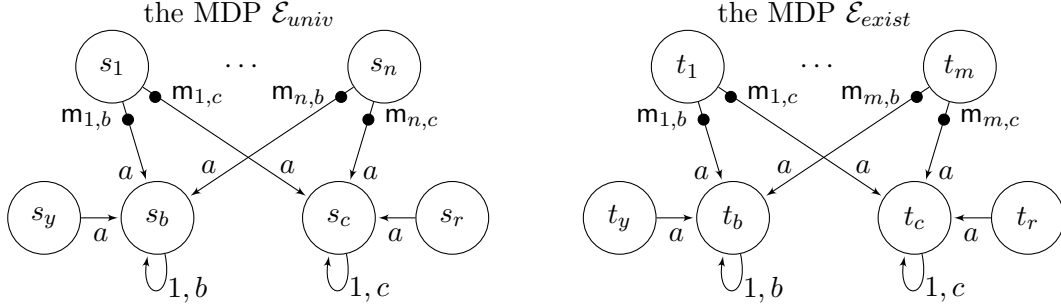 the MDP ℰ_univ the MDP ℰ_exist
s_1 ⋯ s_n t_1 ⋯ t_m
m_{1,b} m_{1,c} m_{n,b} m_{n,c} m_{1,b} m_{1,c} m_{m,b} m_{m,c}
a a a a a a a a
s_y a s_b s_c a s_r t_y a t_b t_c a t_r
1, b 1, c 1, b 1, c